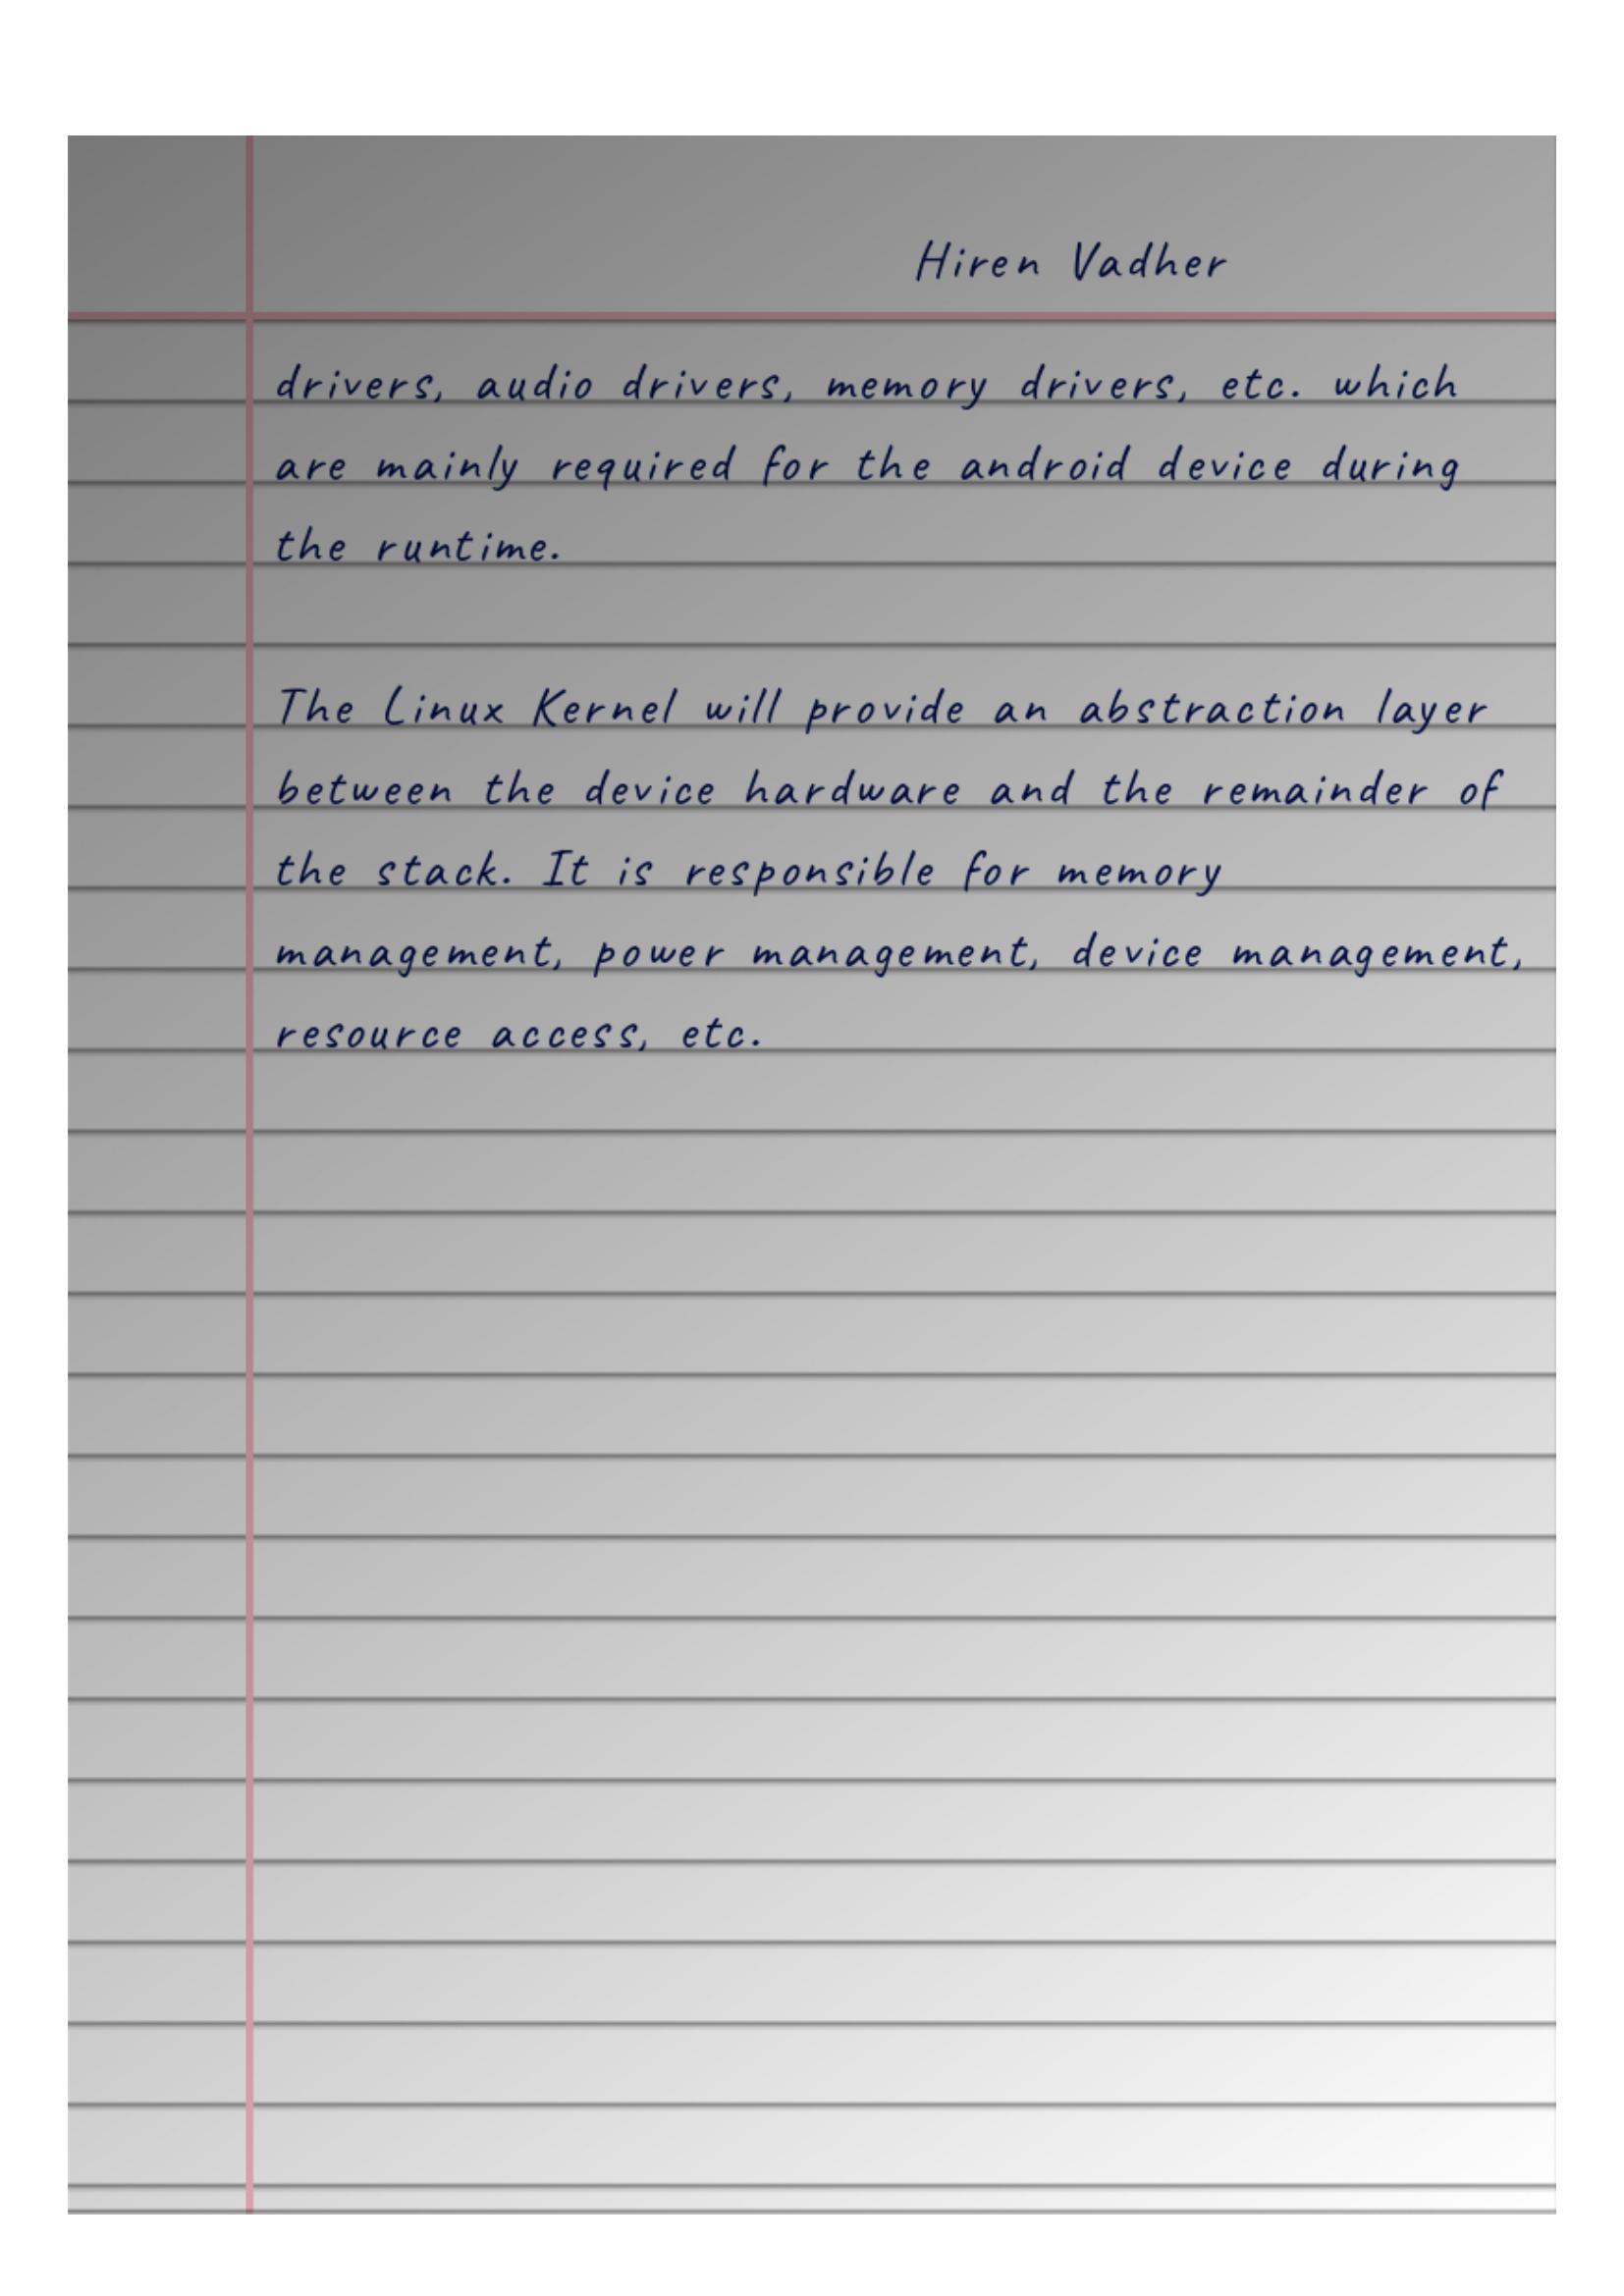 Hiren Vadher
drivers, audio drivers, memory drivers, etc. which
are mainly required for the android device during
the runtime.
The Linux Kernel will provide an abstraction layer
between the device hardware and the remainder of
the stack. It is responsible for memory
management, power management, device management,
resource access, etc.